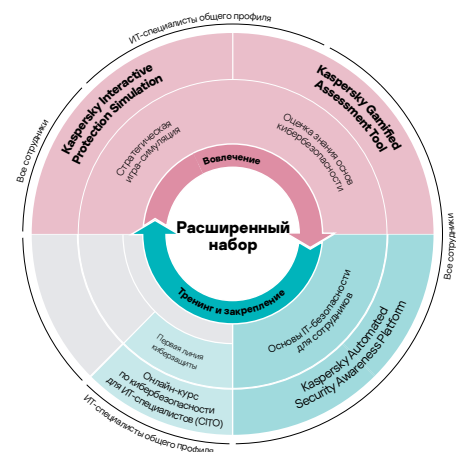 ИТ-специалисты общего профиля
Все сотрудники
Kaspersky Interactive
Protection Simulation
Стратегическая
игра-симуляция
Kaspersky Gamified
Assessment Tool
Оценка знания основ
кибербезопасности
Вовлечение
Расширенный
набор
Тренинг и закрепление
Все сотрудники
Основы IT-безопасности
для сотрудников
Kaspersky Automated
Security Awareness Platform
Первая линия
киберзащиты
Онлайн-курс
по кибербезопасности
для ИТ-специалистов (CITO)
ИТ-специалисты общего профиля